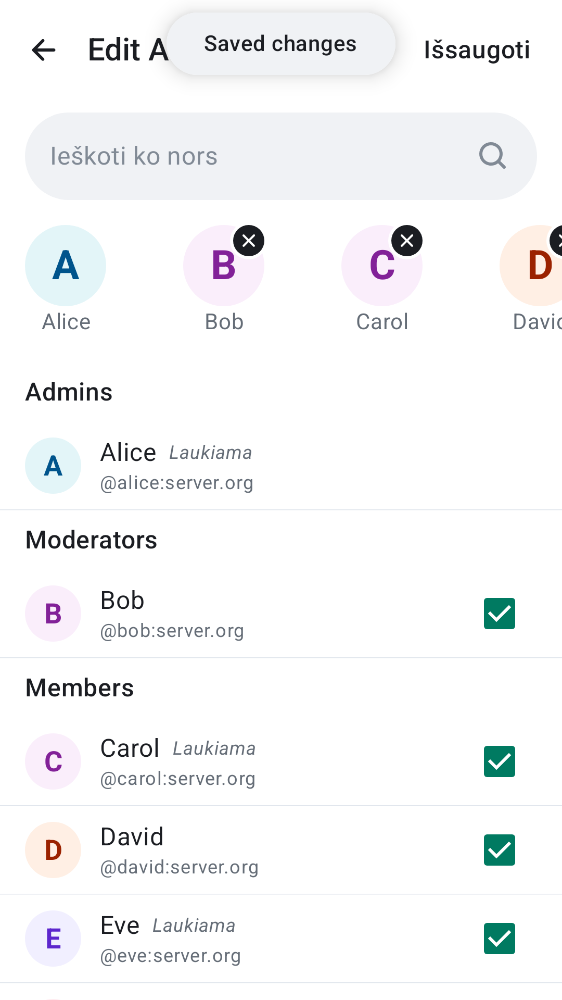 Edit A
Saved changes
Išsaugoti
Ieškoti ko nors
A
B
C
D
Alice
Bob
Carol
Admins
A
Alice Laukiama
@alice:server.org
Moderators
B
Bob
@bob:server.org
Members
C
Carol Laukiama
@carol:server.org
D
David
@david:server.org
E
Eve Laukiama
@eve:server.org